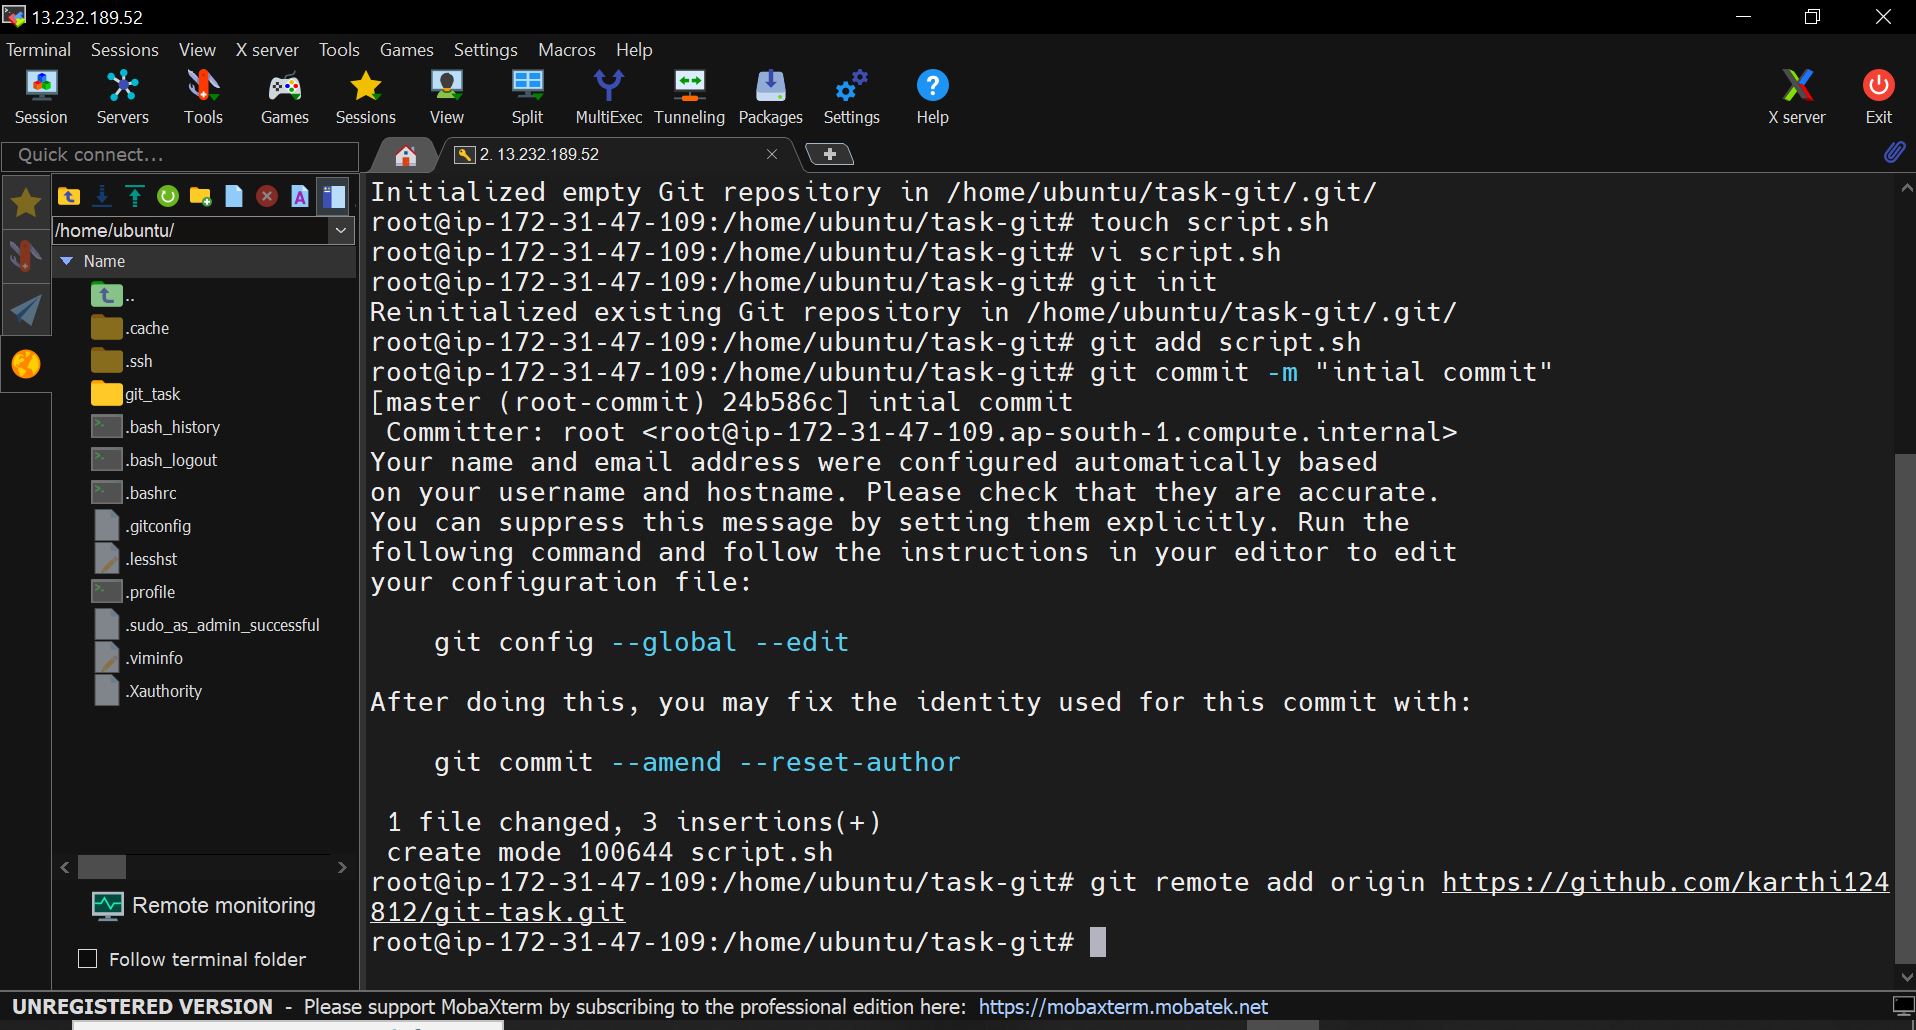 13.232.189.52
Terminal Sessions View X server Tools Games Settings Macros Help
Session Servers Tools Games Sessions View Split MultiExec Tunneling Packages Settings Help X server Exit
Quick connect...
2. 13.232.189.52
/home/ubuntu/
Name
..
.cache
.ssh
git_task
.bash_history
.bash_logout
.bashrc
.gitconfig
.lesshst
.profile
.sudo_as_admin_successful
.viminfo
.Xauthority
Remote monitoring
Follow terminal folder
Initialized empty Git repository in /home/ubuntu/task-git/.git/
root@ip-172-31-47-109:/home/ubuntu/task-git# touch script.sh
root@ip-172-31-47-109:/home/ubuntu/task-git# vi script.sh
root@ip-172-31-47-109:/home/ubuntu/task-git# git init
Reinitialized existing Git repository in /home/ubuntu/task-git/.git/
root@ip-172-31-47-109:/home/ubuntu/task-git# git add script.sh
root@ip-172-31-47-109:/home/ubuntu/task-git# git commit -m "intial commit"
[master (root-commit) 24b586c] intial commit
Committer: root <root@ip-172-31-47-109.ap-south-1.compute.internal>
Your name and email address were configured automatically based
on your username and hostname. Please check that they are accurate.
You can suppress this message by setting them explicitly. Run the
following command and follow the instructions in your editor to edit
your configuration file:
git config --global --edit
After doing this, you may fix the identity used for this commit with:
git commit --amend --reset-author
1 file changed, 3 insertions(+)
create mode 100644 script.sh
root@ip-172-31-47-109:/home/ubuntu/task-git# git remote add origin https://github.com/karthi124
812/git-task.git
root@ip-172-31-47-109:/home/ubuntu/task-git#
UNREGISTERED VERSION - Please support MobaXterm by subscribing to the professional edition here: https://mobaxterm.mobatek.net